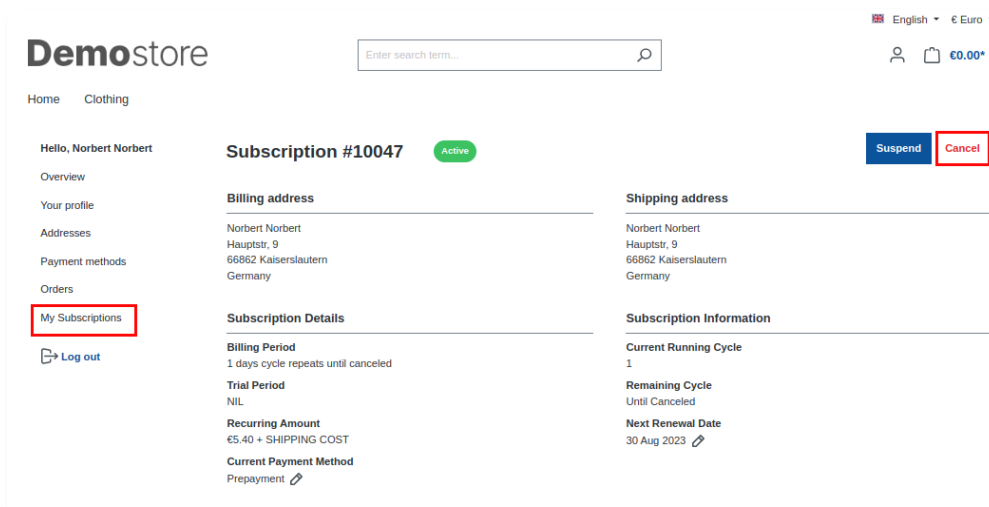 English € Euro
Demostore
Enter search term...
€0.00*
Home Clothing
Hello, Norbert Norbert
Overview
Your profile
Addresses
Payment methods
Orders
My Subscriptions
Log out
Subscription #10047 Active
Suspend Cancel
Billing address
Norbert Norbert
Hauptstr, 9
66862 Kaiserslautern
Germany
Shipping address
Norbert Norbert
Hauptstr, 9
66862 Kaiserslautern
Germany
Subscription Details
Billing Period
1 days cycle repeats until canceled
Trial Period
NIL
Recurring Amount
€5.40 + SHIPPING COST
Current Payment Method
Prepayment
Subscription Information
Current Running Cycle
1
Remaining Cycle
Until Canceled
Next Renewal Date
30 Aug 2023